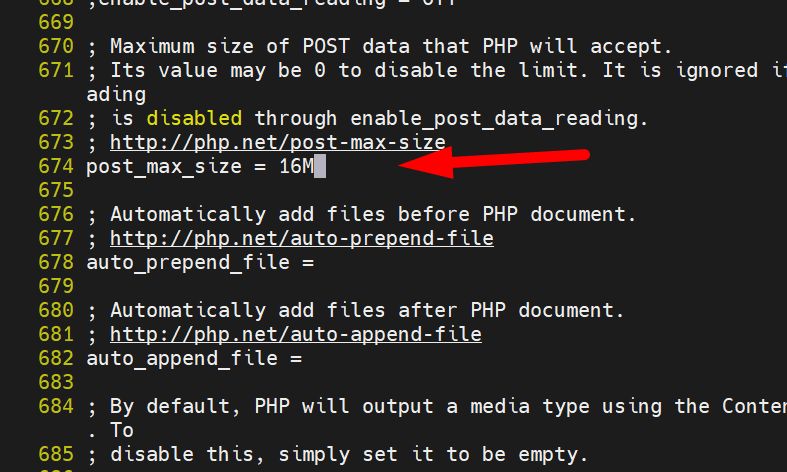 668 ;enable_post_data_reading = Off
669
670 ; Maximum size of POST data that PHP will accept.
671 ; Its value may be 0 to disable the limit. It is ignored if
ading
672 ; is disabled through enable_post_data_reading.
673 ; http://php.net/post-max-size
674 post_max_size = 16M
675
676 ; Automatically add files before PHP document.
677 ; http://php.net/auto-prepend-file
678 auto_prepend_file =
679
680 ; Automatically add files after PHP document.
681 ; http://php.net/auto-append-file
682 auto_append_file =
683
684 ; By default, PHP will output a media type using the Conten
. To
685 ; disable this, simply set it to be empty.